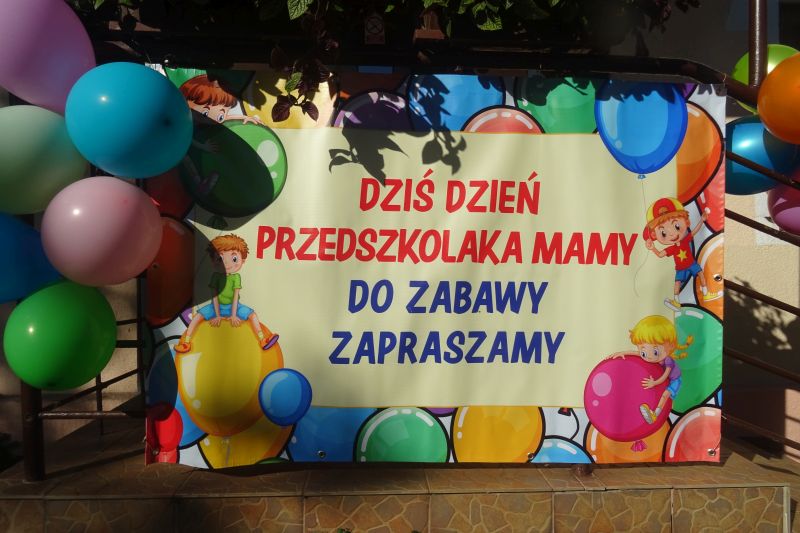 DZIŚ DZIEŃ
PRZEDSZKOLAKA MAMY
DO ZABAWY
ZAPRASZAMY